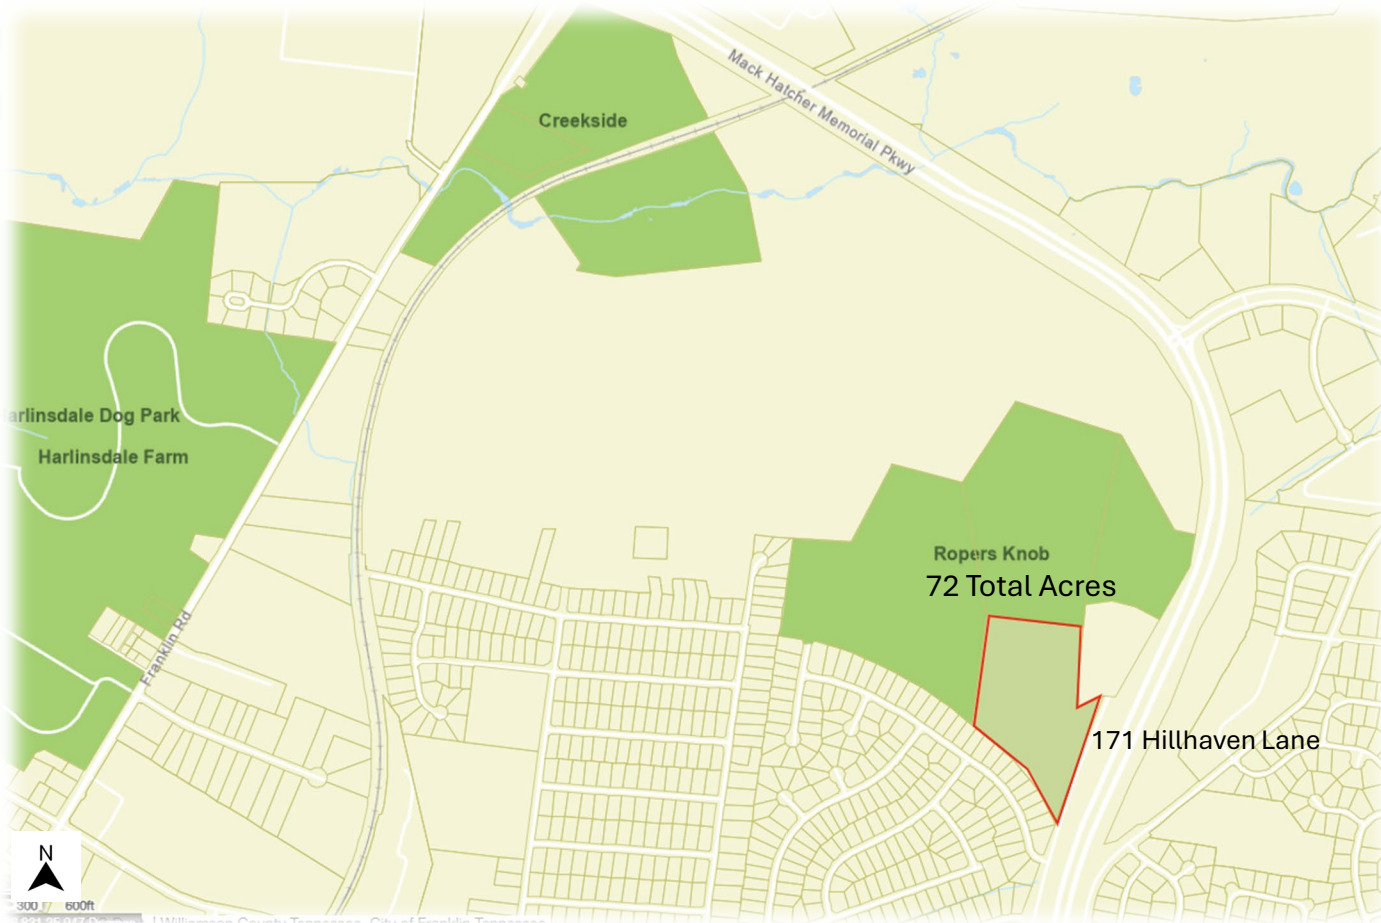 Mack Hatcher Memorial Pkwy
Creekside
Harlinsdale Dog Park
Harlinsdale Farm
Ropers Knob
72 Total Acres
Franklin Rd
171 Hillhaven Lane
N
300 600ft
Williamson County Tennessee, City of Franklin Tennessee